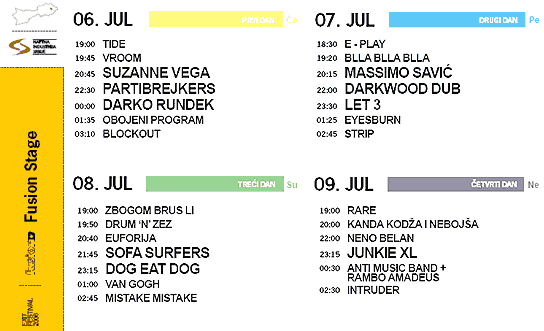 06. JUL PRVI DAN Če
19:00 TIDE
19:45 VROOM
20:45 SUZANNE VEGA
22:30 PARTIBREJKERS
00:00 DARKO RUNDEK
01:35 OBOJENI PROGRAM
03:10 BLOCKOUT
07. JUL DRUGI DAN Pe
18:30 E - PLAY
19:20 BLLA BLLA BLLA
20:15 MASSIMO SAVIĆ
22:00 DARKWOOD DUB
23:30 LET 3
01:25 EYESBURN
02:45 STRIP
08. JUL TREĆI DAN Su
19:00 ZBOGOM BRUS LI
19:50 DRUM ‘N’ ZEZ
20:40 EUFORIJA
21:45 SOFA SURFERS
23:15 DOG EAT DOG
01:00 VAN GOGH
02:45 MISTAKE MISTAKE
09. JUL ČETVRTI DAN Ne
19:00 RARE
20:00 KANDA KODŽA I NEBOJŠA
22:00 NENO BELAN
23:15 JUNKIE XL
00:30 ANTI MUSIC BAND +
RAMBO AMADEUS
02:30 INTRUDER
NAFTNA
INDUSTRIJA
SRBIJE
Fusion Stage
EXIT
FESTIVAL
2006